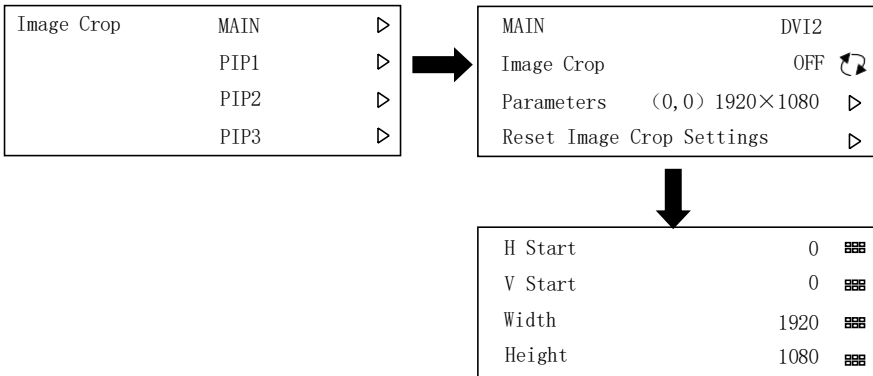 Image Crop MAIN
PIP1
PIP2
PIP3
MAIN DVI2
Image Crop OFF
Parameters （0,0）1920×1080
Reset Image Crop Settings
H Start 0
V Start 0
Width 1920
Height 1080